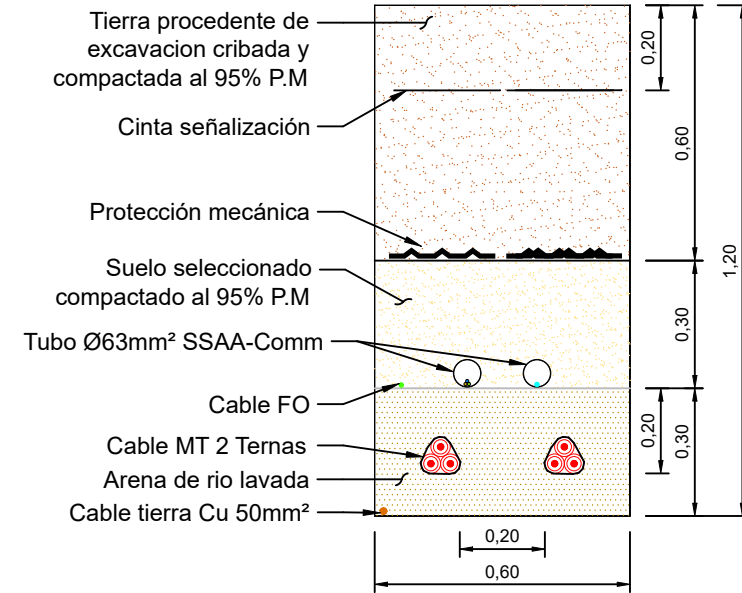 Tierra procedente de
excavacion cribada y
compactada al 95% P.M
Cinta señalización
Protección mecánica
Suelo seleccionado
compactado al 95% P.M
Tubo Ø63mm² SSAA-Comm
Cable FO
Cable MT 2 Ternas
Arena de rio lavada
Cable tierra Cu 50mm²
0,20
0,60
1,20
0,30
0,20
0,30
0,20
0,60